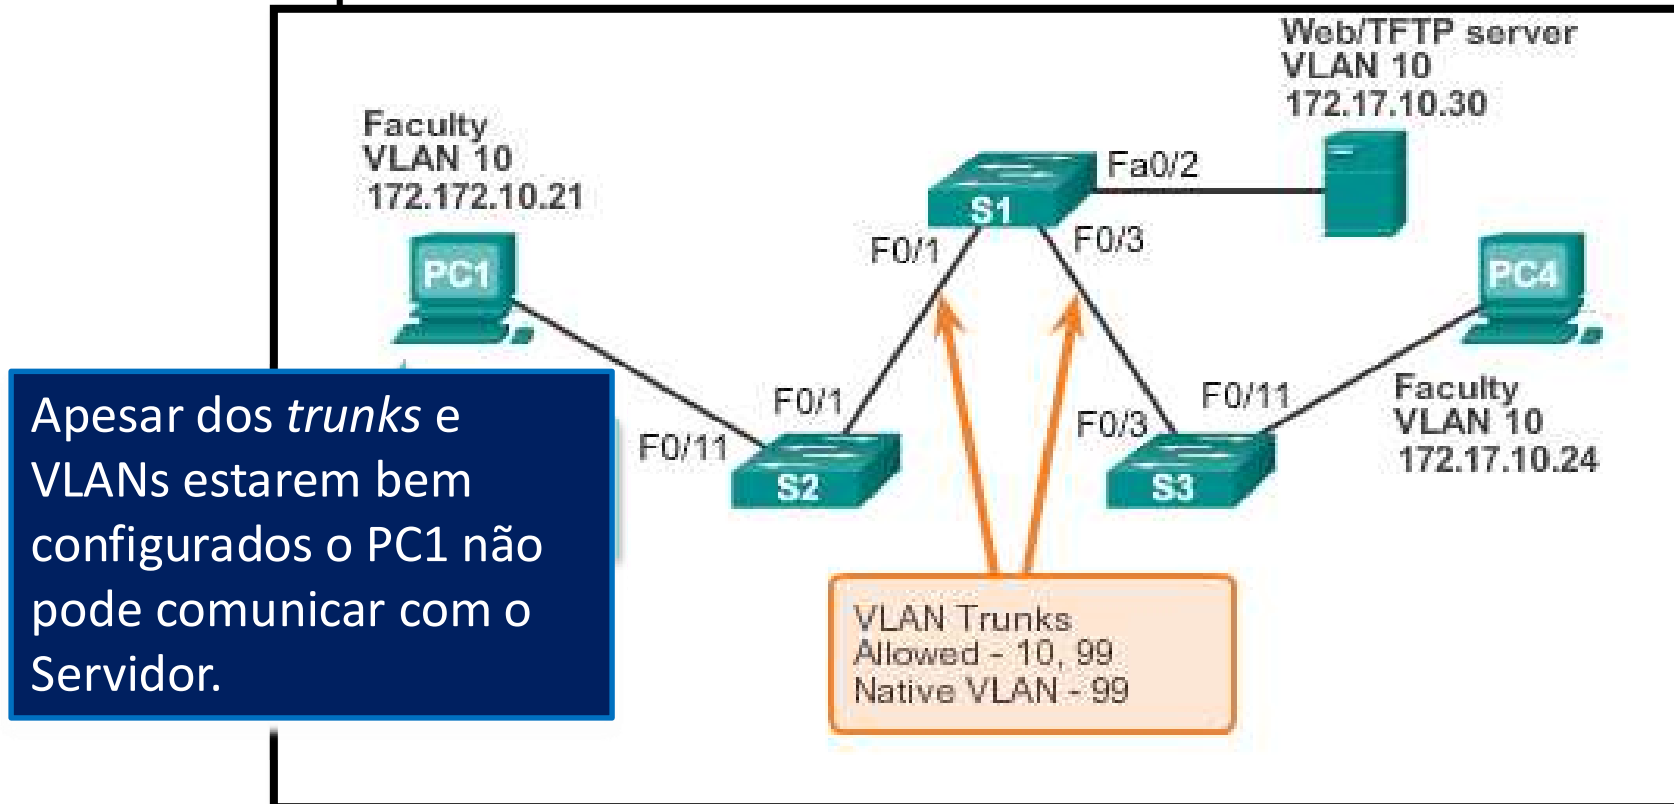 Web/TFTP server
VLAN 10
172.17.10.30
Faculty
VLAN 10
172.172.10.21
Fa0/2
S1
F0/1
F0/3
PC1
PC4
Apesar dos trunks e
VLANs estarem bem
configurados o PC1 não
pode comunicar com o
Servidor.
F0/1
F0/11
S2
F0/3
F0/11
S3
Faculty
VLAN 10
172.17.10.24
VLAN Trunks
Allowed - 10, 99
Native VLAN - 99